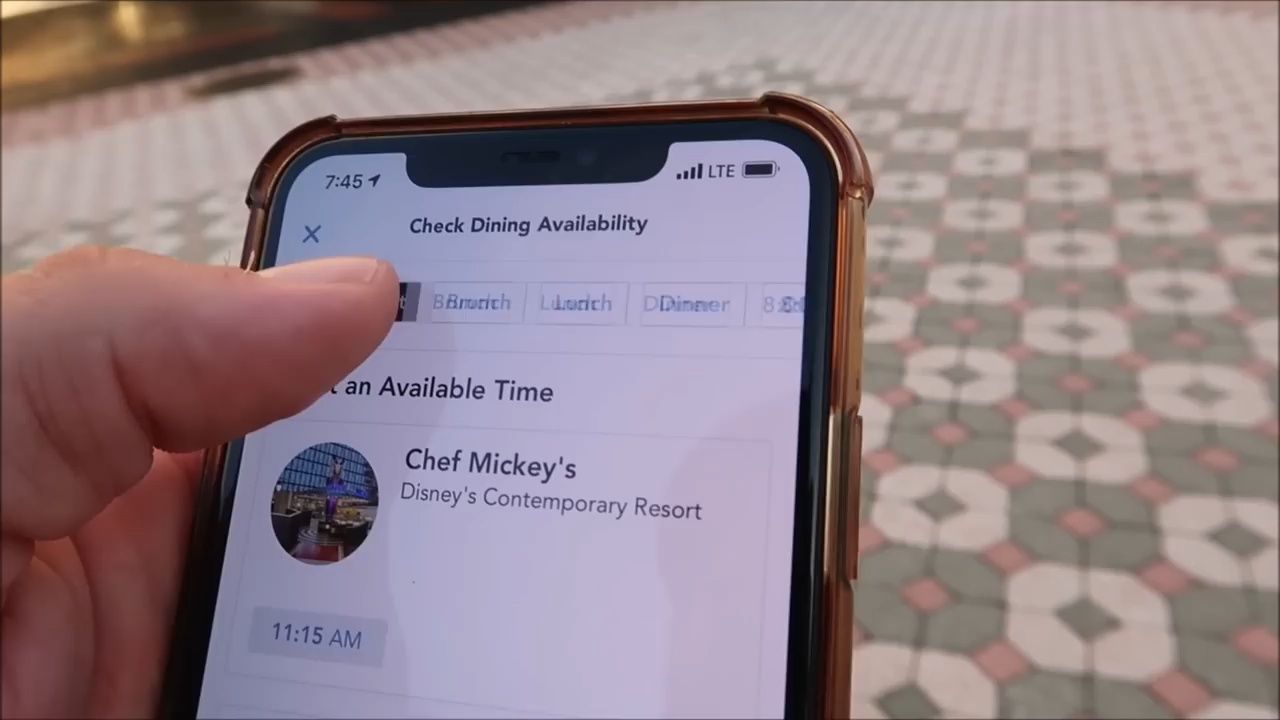 7:45 LTE
Check Dining Availability
t Brunch Lunch Dinner
t an Available Time
Chef Mickey's
Disney's Contemporary Resort
11:15 AM